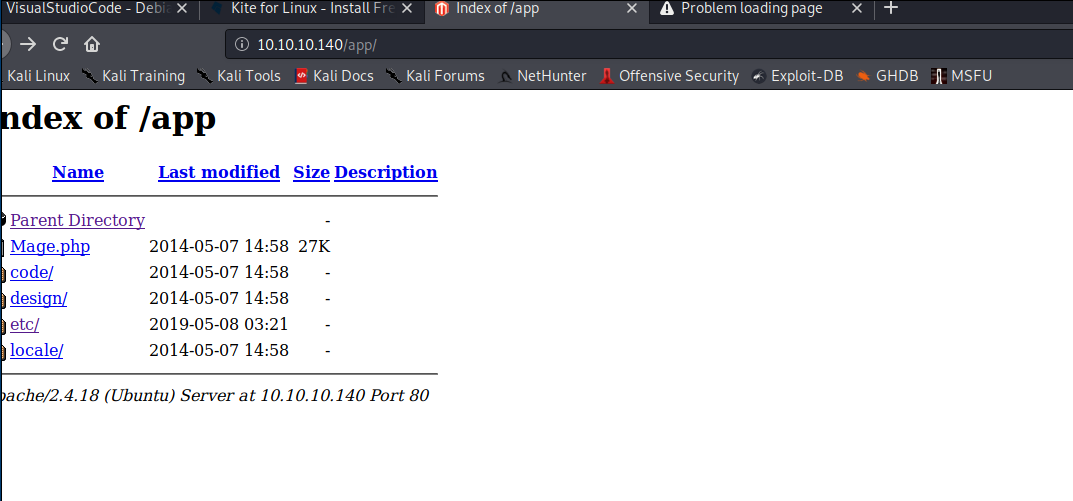 VisualStudioCode - Debi
Kite for Linux - Install Fre
Index of /app
Problem loading page
10.10.10.140/app/
Kali Linux Kali Training Kali Tools Kali Docs Kali Forums NetHunter Offensive Security Exploit-DB GHDB MSFU
ndex of /app
Name Last modified Size Description
Parent Directory -
Mage.php 2014-05-07 14:58 27K
code/ 2014-05-07 14:58 -
design/ 2014-05-07 14:58 -
etc/ 2019-05-08 03:21 -
locale/ 2014-05-07 14:58 -
pache/2.4.18 (Ubuntu) Server at 10.10.10.140 Port 80